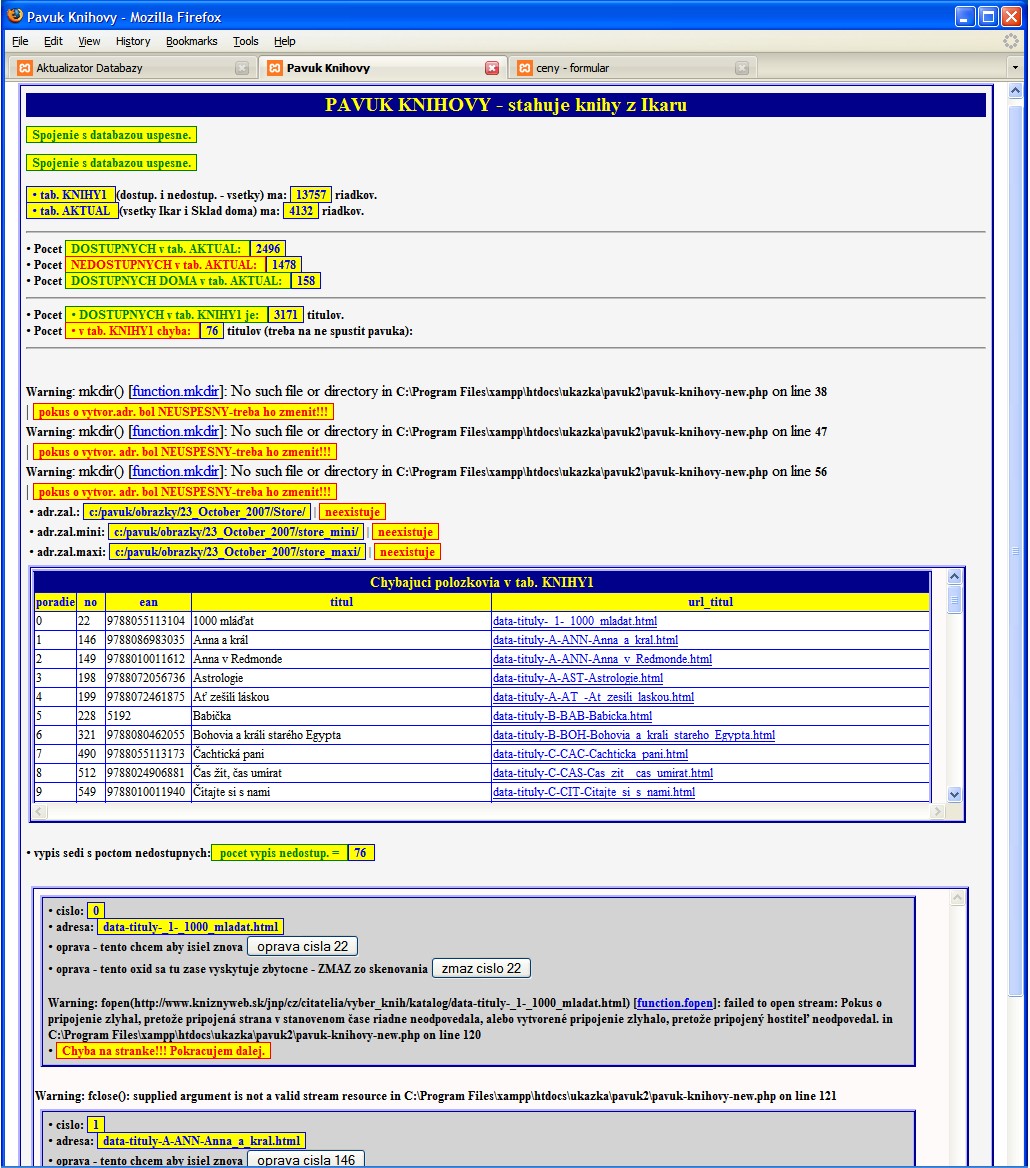 Pavuk Knihovy - Mozilla Firefox
File Edit View History Bookmarks Tools Help
Aktualizator Databazy Pavuk Knihovy ceny - formular
PAVUK KNIHOVY - stahuje knihy z Ikaru
Spojenie s databazou uspesne.
Spojenie s databazou uspesne.
• tab. KNIHY1 (dostup. i nedostup. - vsetky) ma: 13757 riadkov.
• tab. AKTUAL (vsetky Ikar i Sklad doma) ma: 4132 riadkov.
• Pocet DOSTUPNYCH v tab. AKTUAL: 2496
• Pocet NEDOSTUPNYCH v tab. AKTUAL: 1478
• Pocet DOSTUPNYCH DOMA v tab. AKTUAL: 158
• Pocet • DOSTUPNYCH v tab. KNIHY1 je: 3171 titulov.
• Pocet • v tab. KNIHY1 chyba: 76 titulov (treba na ne spustit pavuka):
Warning: mkdir() [function.mkdir]: No such file or directory in C:\Program Files\xampp\htdocs\ukazka\pavuk2\pavuk-knihovy-new.php on line 38
| pokus o vytvor.adr. bol NEUSPESNY-treba ho zmenit!!!
Warning: mkdir() [function.mkdir]: No such file or directory in C:\Program Files\xampp\htdocs\ukazka\pavuk2\pavuk-knihovy-new.php on line 47
| pokus o vytvor. adr. bol NEUSPESNY-treba ho zmenit!!!
Warning: mkdir() [function.mkdir]: No such file or directory in C:\Program Files\xampp\htdocs\ukazka\pavuk2\pavuk-knihovy-new.php on line 56
| pokus o vytvor. adr. bol NEUSPESNY-treba ho zmenit!!!
• adr.zal.: c:/pavuk/obrazky/23_October_2007/Store/ | neexistuje
• adr.zal.mini: c:/pavuk/obrazky/23_October_2007/store_mini/ | neexistuje
• adr.zal.maxi: c:/pavuk/obrazky/23_October_2007/store_maxi/ | neexistuje
Chybajuci polozkovia v tab. KNIHY1
poradie no ean titul url_titul
0 22 9788055113104 1000 mláďat data-tituly-_1-_1000_mladat.html
1 146 9788086983035 Anna a král data-tituly-A-ANN-Anna_a_kral.html
2 149 9788010011612 Anna v Redmonde data-tituly-A-ANN-Anna_v_Redmonde.html
3 198 9788072056736 Astrologie data-tituly-A-AST-Astrologie.html
4 199 9788072461875 Ať zešílí láskou data-tituly-A-AT_-At_zesili_laskou.html
5 228 5192 Babička data-tituly-B-BAB-Babicka.html
6 321 9788080462055 Bohovia a králi starého Egypta data-tituly-B-BOH-Bohovia_a_krali_stareho_Egypta.html
7 490 9788055113173 Čachtická pani data-tituly-C-CAC-Cachticka_pani.html
8 512 9788024906881 Čas žít, čas umírat data-tituly-C-CAS-Cas_zit__cas_umirat.html
9 549 9788010011940 Čítajte si s nami data-tituly-C-CIT-Citajte_si_s_nami.html
• vypis sedi s poctom nedostupnych: pocet vypis nedostup. = 76
• cislo: 0
• adresa: data-tituly-_1-_1000_mladat.html
• oprava - tento chcem aby isiel znova oprava cisla 22
• oprava - tento oxid sa tu zase vyskytuje zbytocne - ZMAZ zo skenovania zmaz cislo 22
Warning: fopen(http://www.kniznyweb.sk/jnp/cz/citatelia/vyber_knih/katalog/data-tituly-_1-_1000_mladat.html) [function.fopen]: failed to open stream: Pokus o
pripojenie zlyhal, pretože pripojená strana v stanovenom čase riadne neodpovedala, alebo vytvorené pripojenie zlyhalo, pretože pripojený hostiteľ neodpovedal. in
C:\Program Files\xampp\htdocs\ukazka\pavuk2\pavuk-knihovy-new.php on line 120
• Chyba na stranke!!! Pokracujem dalej.
Warning: fclose(): supplied argument is not a valid stream resource in C:\Program Files\xampp\htdocs\ukazka\pavuk2\pavuk-knihovy-new.php on line 121
• cislo: 1
• adresa: data-tituly-A-ANN-Anna_a_kral.html
• oprava - tento chcem aby isiel znova oprava cisla 146